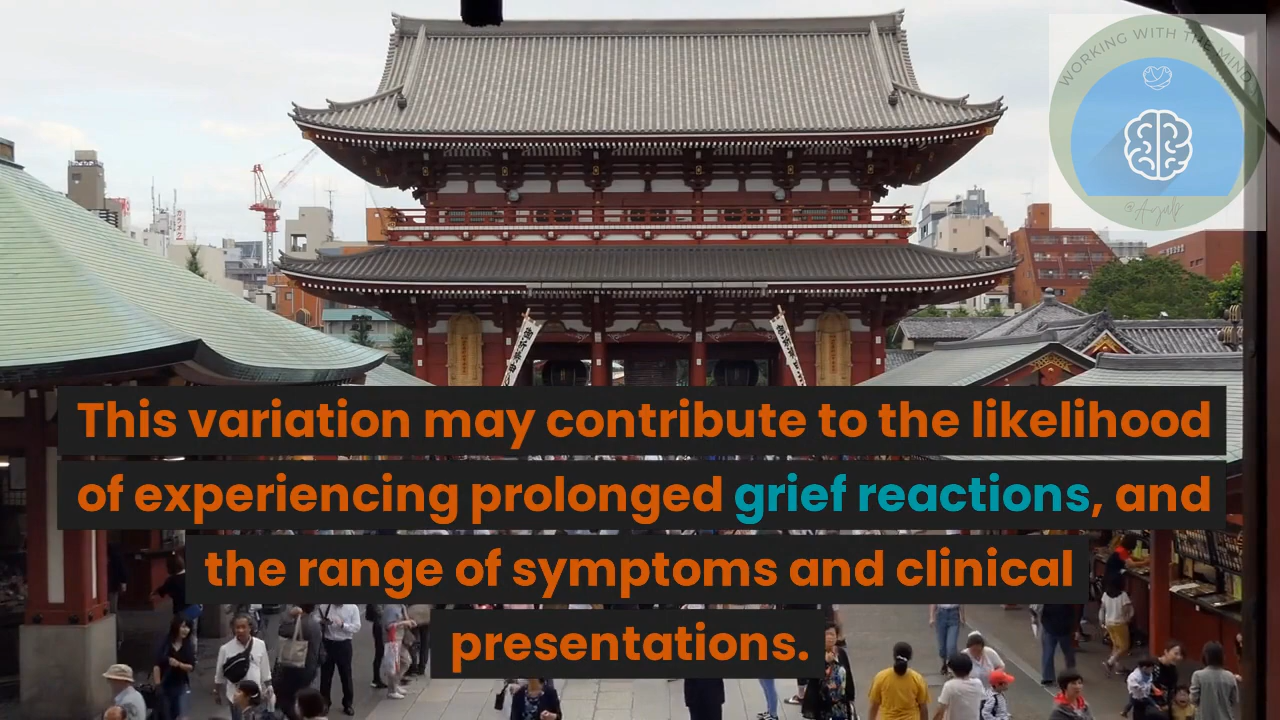 WORKING WITH THE MIND
This variation may contribute to the likelihood
of experiencing prolonged grief reactions, and
the range of symptoms and clinical
presentations.